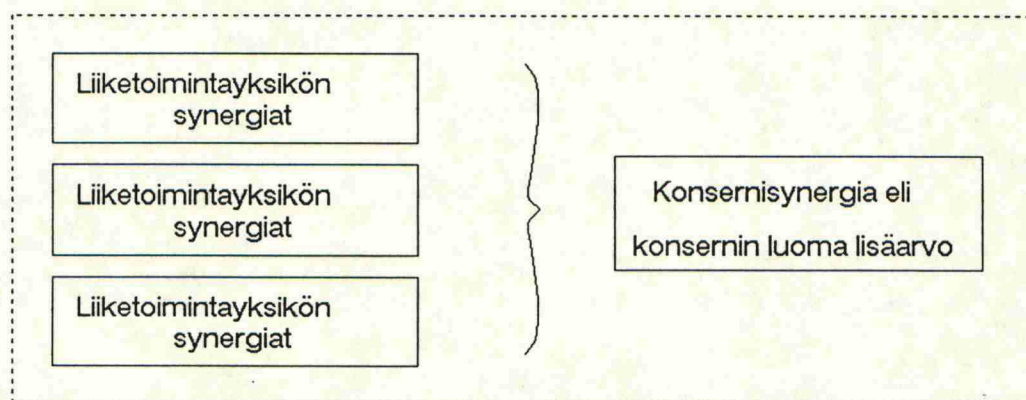 Liiketoimintayksikön
synergiat
Liiketoimintayksikön
synergiat
Liiketoimintayksikön
synergiat
Konsernisynergia eli
konsernin luoma lisäarvo